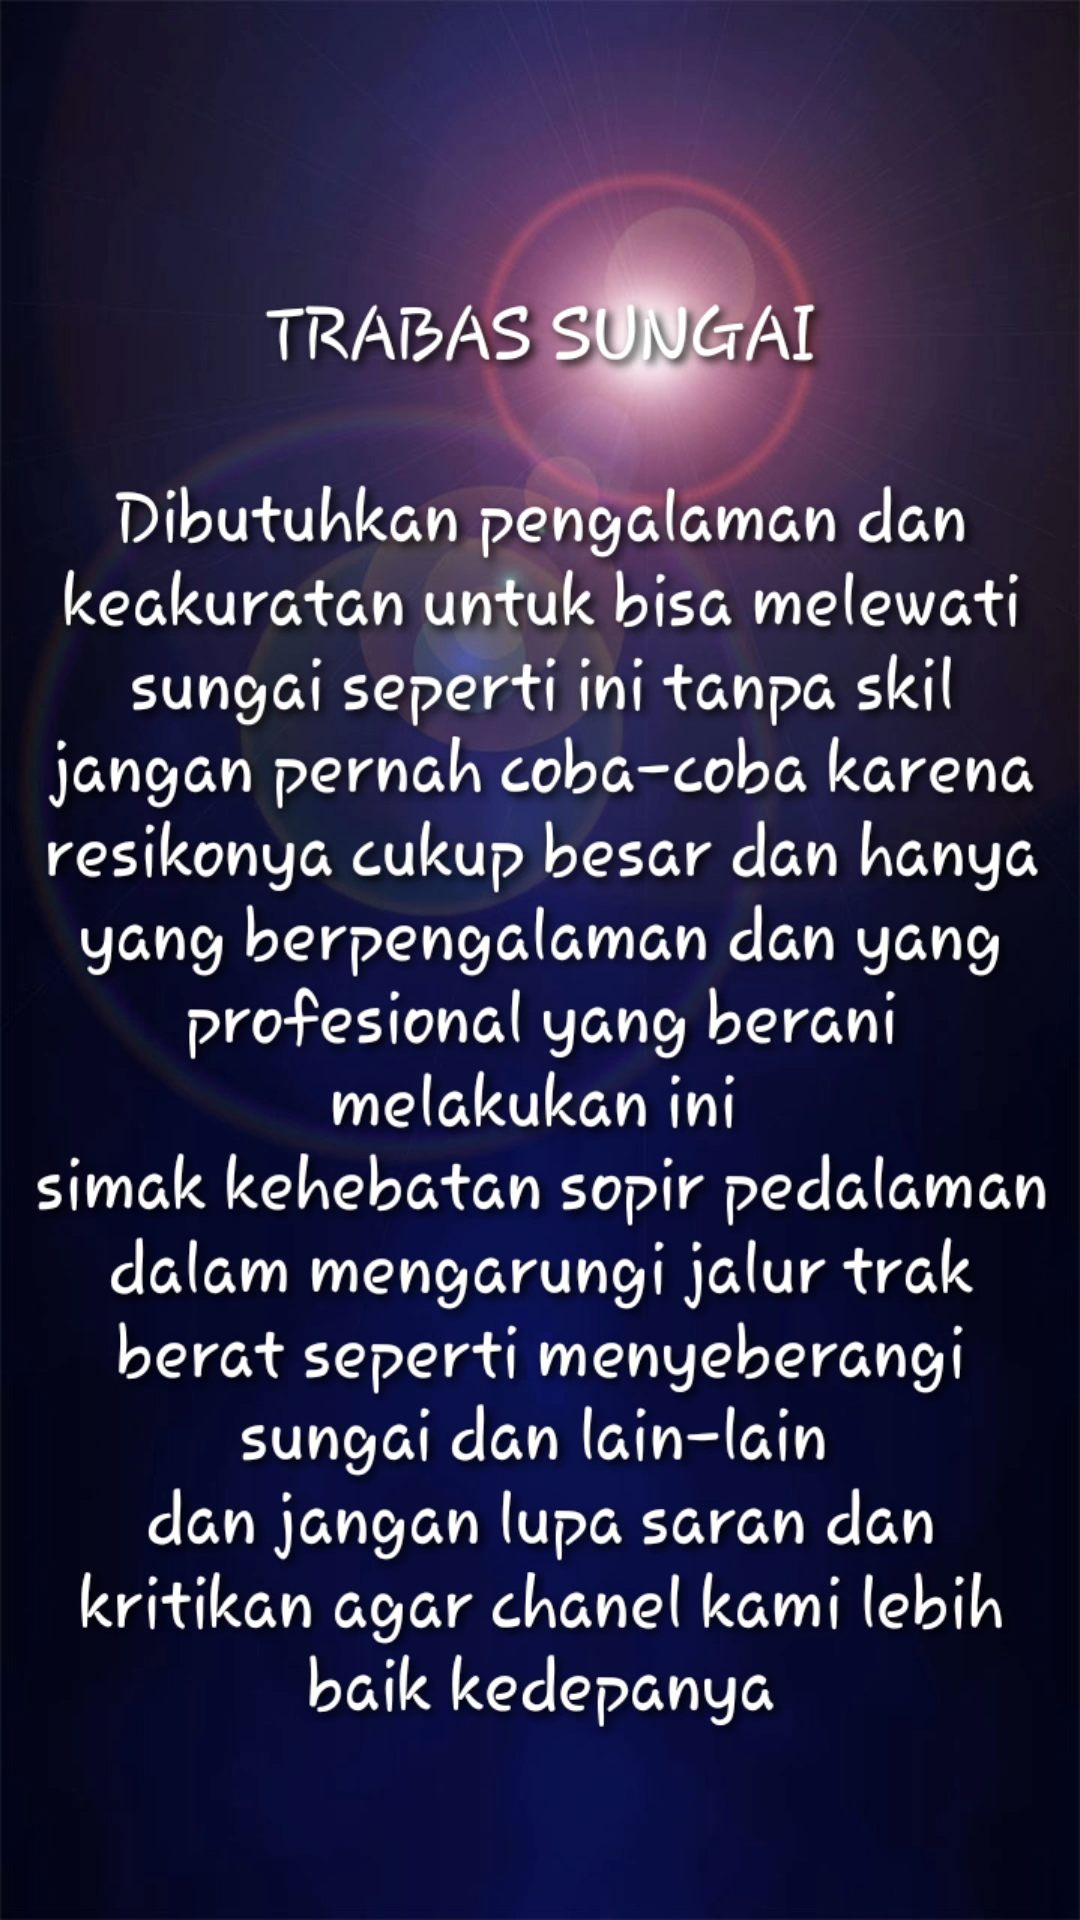 TRABAS SUNGAI
Dibutuhkan pengalaman dan
keakuratan untuk bisa melewati
sungai seperti ini tanpa skil
jangan pernah coba-coba karena
resikonya cukup besar dan hanya
yang berpengalaman dan yang
profesional yang berani
melakukan ini
simak kehebatan sopir pedalaman
dalam mengarungi jalur trak
berat seperti menyeberangi
sungai dan lain-lain
dan jangan lupa saran dan
kritikan agar chanel kami lebih
baik kedepanya